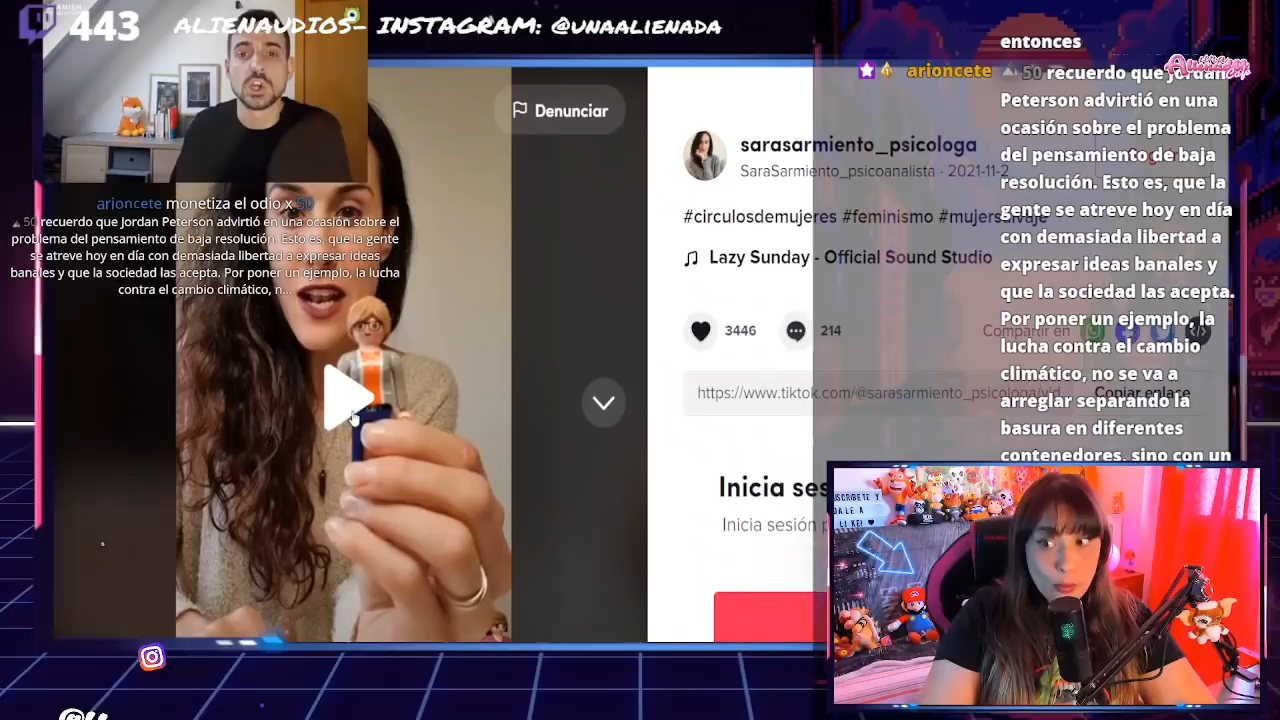 443
ALIENAUDIOS- INSTAGRAM: @UNAALIENADA
Denunciar
arioncete monetiza el odio x 50
50 recuerdo que Jordan Peterson advirtió en una ocasión sobre el
problema del pensamiento de baja resolución. Esto es, que la gente
se atreve hoy en día con demasiada libertad a expresar ideas
banales y que la sociedad las acepta. Por poner un ejemplo, la lucha
contra el cambio climático, n...
sarasarmiento_psicologa
SaraSarmiento_psicoanalista · 2021-11-2
#circulosdemujeres #feminismo #mujersalvaje
Lazy Sunday - Official Sound Studio
3446
214
Compartir en
https://www.tiktok.com/@sarasarmiento_psicologa/vid
Copiar enlace
Inicia ses
Inicia sesión p
entonces
arioncete 50 recuerdo que Jordan
Peterson advirtió en una
ocasión sobre el problema
del pensamiento de baja
resolución. Esto es, que la
gente se atreve hoy en día
con demasiada libertad a
expresar ideas banales y
que la sociedad las acepta.
Por poner un ejemplo, la
lucha contra el cambio
climático, no se va a
arreglar separando la
basura en diferentes
contenedores, sino con un